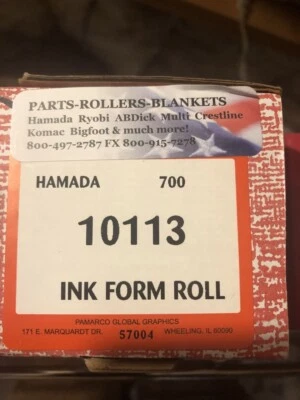 PARTS-ROLLERS-BLANKETS
Hamada Ryobi ABDick Multi Crestline
Komac Bigfoot & much more!
800-497-2787 FX 800-915-7278
HAMADA 700
10113
INK FORM ROLL
PAMARCO GLOBAL GRAPHICS
171 E. MARQUARDT DR. 57004 WHEELING, IL 60090